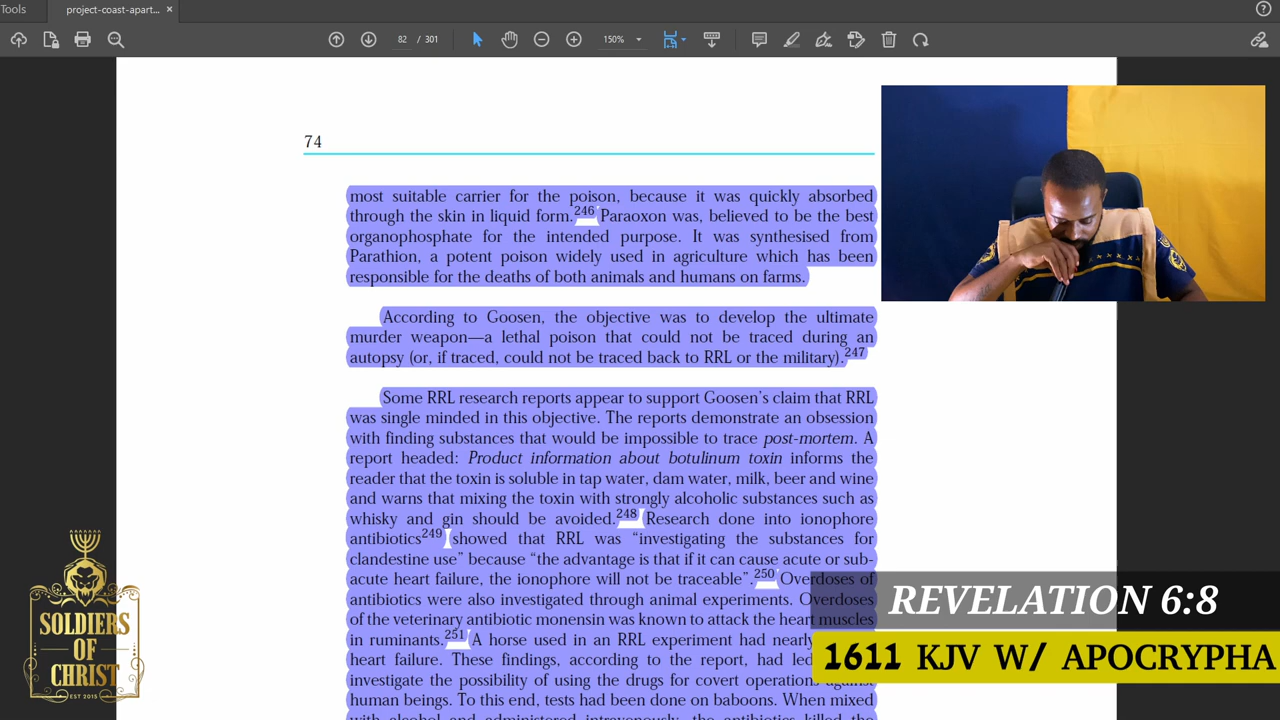 Tools
project-coast-apart... ×
82 / 301
150%
74
most suitable carrier for the poison, because it was quickly absorbed
through the skin in liquid form.246 Paraoxon was, believed to be the best
organophosphate for the intended purpose. It was synthesised from
Parathion, a potent poison widely used in agriculture which has been
responsible for the deaths of both animals and humans on farms.
According to Goosen, the objective was to develop the ultimate
murder weapon—a lethal poison that could not be traced during an
autopsy (or, if traced, could not be traced back to RRL or the military).247
Some RRL research reports appear to support Goosen's claim that RRL
was single minded in this objective. The reports demonstrate an obsession
with finding substances that would be impossible to trace post-mortem. A
report headed: Product information about botulinum toxin informs the
reader that the toxin is soluble in tap water, dam water, milk, beer and wine
and warns that mixing the toxin with strongly alcoholic substances such as
whisky and gin should be avoided.248 Research done into ionophore
antibiotics249 showed that RRL was “investigating the substances for
clandestine use” because “the advantage is that if it can cause acute or sub-
acute heart failure, the ionophore will not be traceable”.250 Overdoses of
antibiotics were also nvestigated through animal experiments. Overdoses
of the veterinary antibiotic monensin was known to attack the heart muscles
in ruminants.251 A horse used in an RRL experiment had nearly
heart failure. These findings, according to the report, had led
investigate the possibility of using the drugs for covert operations against
human beings. To this end, tests had been done on baboons. When mixed
with alcohol and administered intravenously, the antibiotics killed the
REVELATION 6:8
1611 KJV W/ APOCRYPHA
SOLDIERS
OF
CHRIST
EST 2015